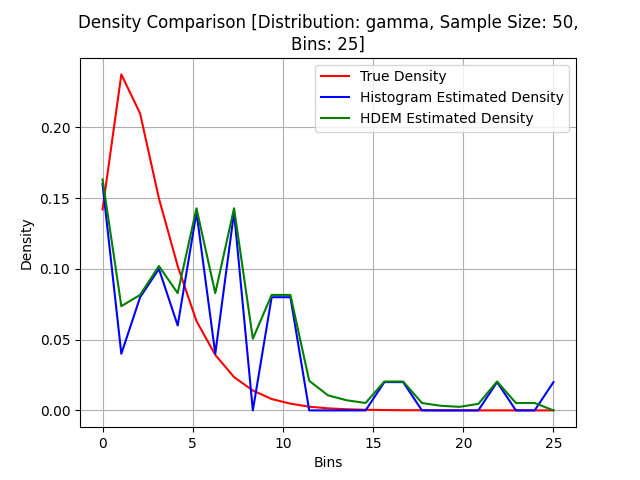 Density Comparison [Distribution: gamma, Sample Size: 50,
Bins: 25]
True Density
Histogram Estimated Density
HDEM Estimated Density
Density
0.20
0.15
0.10
0.05
0.00
0 5 10 15 20 25
Bins